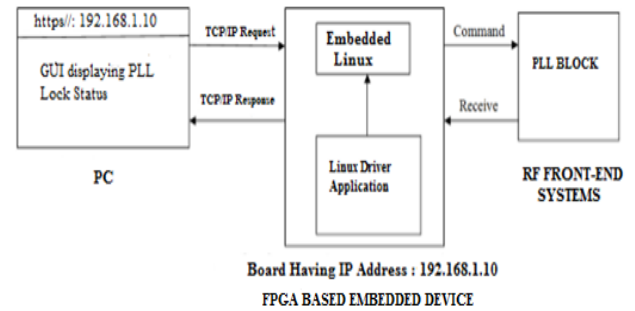 https//: 192.168.1.10
GUI displaying PLL
Lock Status
PC
TCP/IP Request
TCP/IP Response
Embedded
Linux
Linux Driver
Application
Command
Receive
PLL BLOCK
RF FRONT-END
SYSTEMS
Board Having IP Address : 192.168.1.10
FPGA BASED EMBEDDED DEVICE